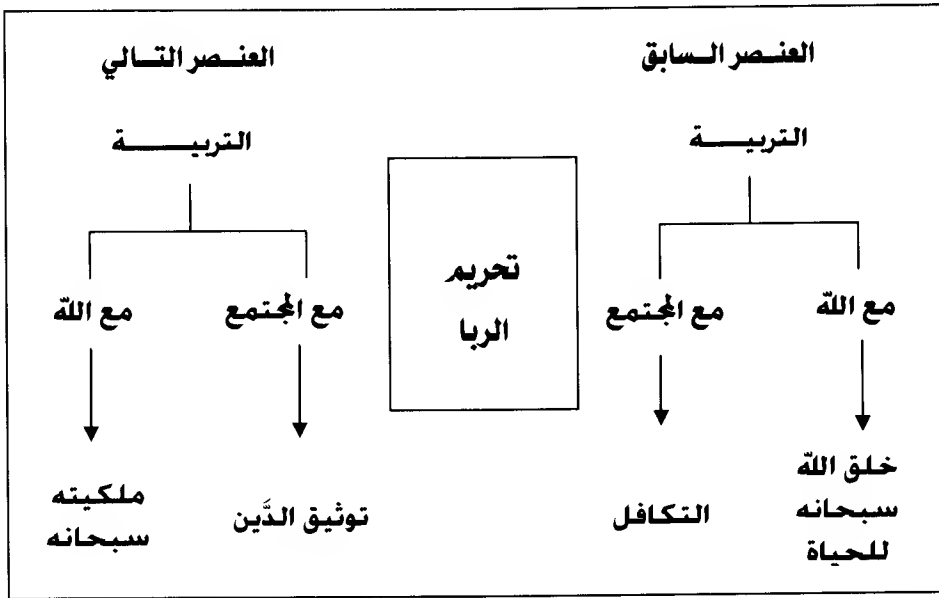 العنصر السابق
التربية
مع الله
مع المجتمع
خلق الله
سبحانه
للحياة
التكافل
تحريم
الربا
العنصر التالي
التربية
مع المجتمع
مع الله
توثيق الدَّين
ملكيته
سبحانه